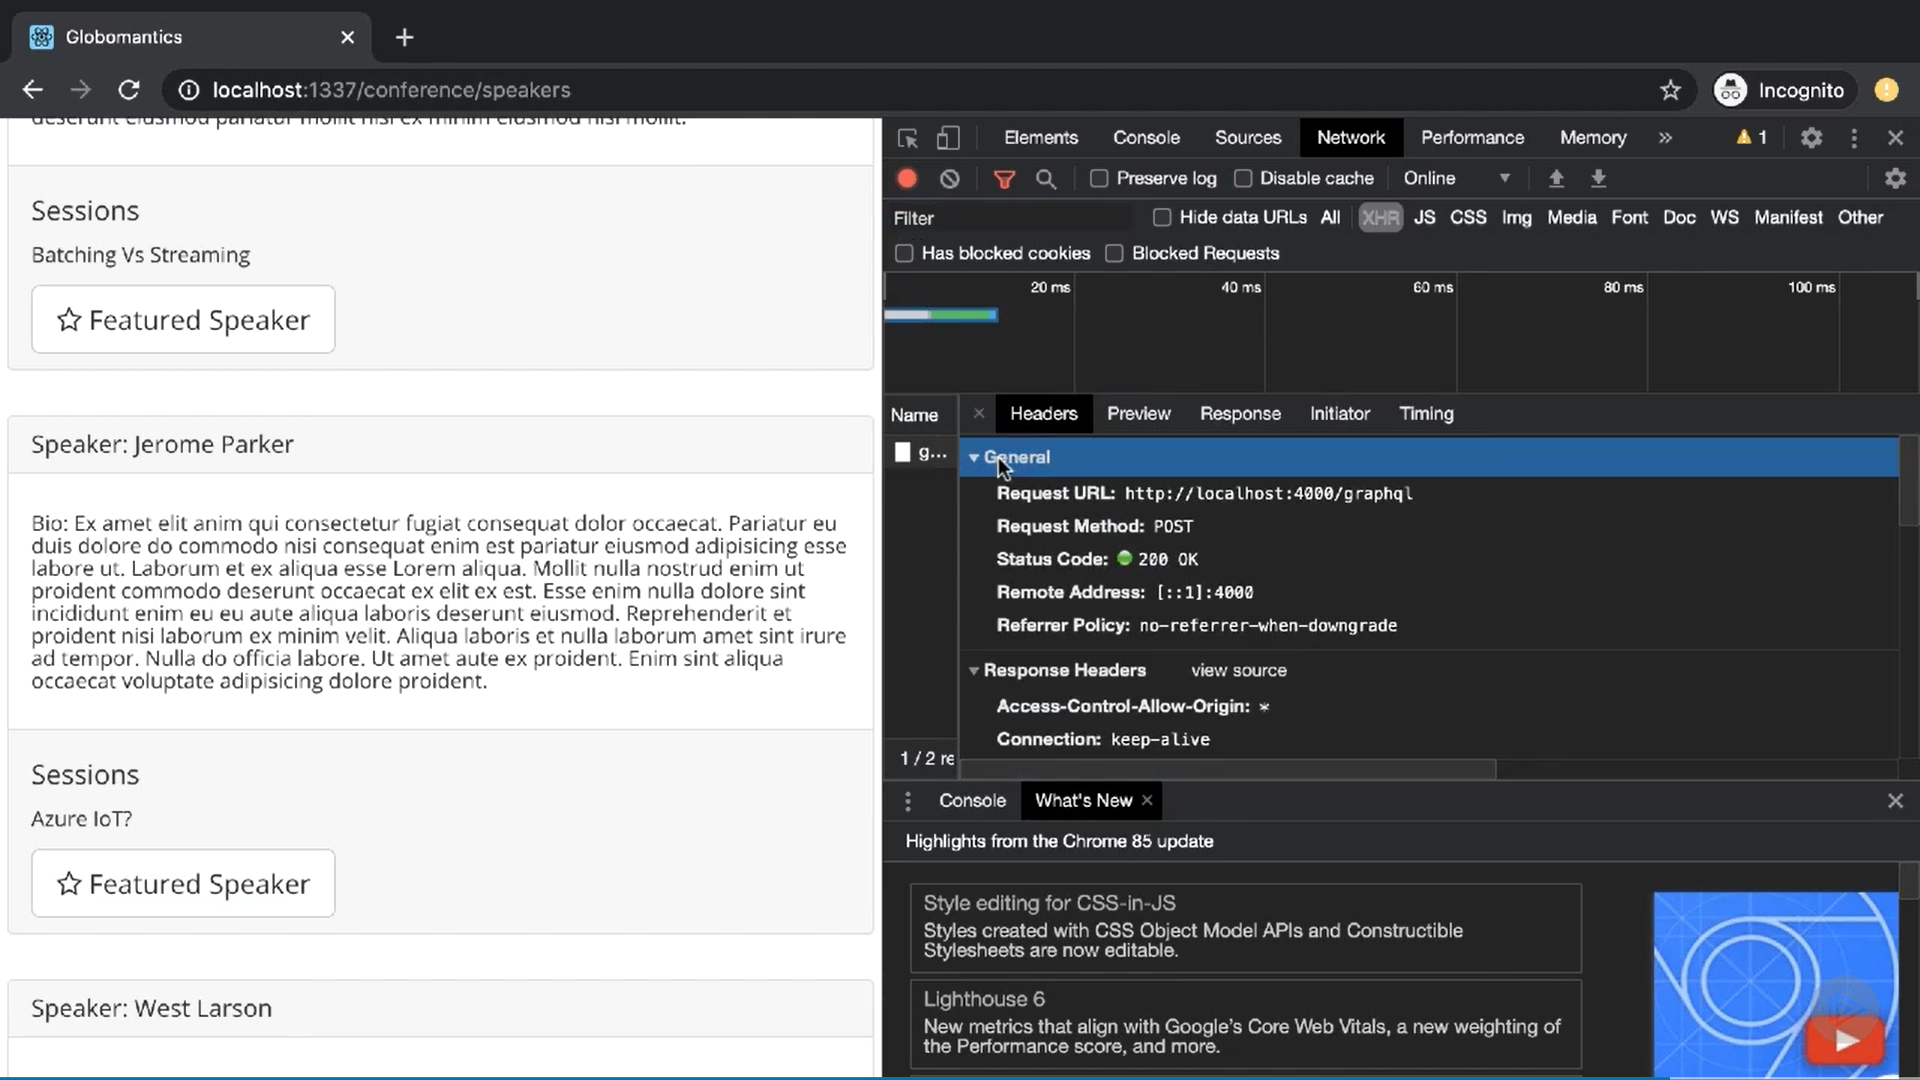 Globomantics
localhost:1337/conference/speakers
Incognito
deserunt eiusmod pariatur mollit nisi ex minim eiusmod nisi mollit.
Sessions
Batching Vs Streaming
Featured Speaker
Speaker: Jerome Parker
Bio: Ex amet elit anim qui consectetur fugiat consequat dolor occaecat. Pariatur eu
duis dolore do commodo nisi consequat enim est pariatur eiusmod adipisicing esse
labore ut. Laborum et ex aliqua esse Lorem aliqua. Mollit nulla nostrud enim ut
proident commodo deserunt occaecat ex elit ex est. Esse enim nulla dolore sint
incididunt enim eu eu aute aliqua laboris deserunt eiusmod. Reprehenderit et
proident nisi laborum ex minim velit. Aliqua laboris et nulla laborum amet sint irure
ad tempor. Nulla do officia labore. Ut amet aute ex proident. Enim sint aliqua
occaecat voluptate adipisicing dolore proident.
Sessions
Azure IoT?
Featured Speaker
Speaker: West Larson
Elements Console Sources Network Performance Memory » 1
Preserve log Disable cache Online
Filter Hide data URLs All XHR JS CSS Img Media Font Doc WS Manifest Other
Has blocked cookies Blocked Requests
20 ms 40 ms 60 ms 80 ms 100 ms
Name × Headers Preview Response Initiator Timing
g...
General
Request URL: http://localhost:4000/graphql
Request Method: POST
Status Code: 200 OK
Remote Address: [::1]:4000
Referrer Policy: no-referrer-when-downgrade
Response Headers view source
Access-Control-Allow-Origin: *
Connection: keep-alive
1 / 2 re
Console What's New ×
Highlights from the Chrome 85 update
Style editing for CSS-in-JS
Styles created with CSS Object Model APIs and Constructible
Stylesheets are now editable.
Lighthouse 6
New metrics that align with Google's Core Web Vitals, a new weighting of
the Performance score, and more.